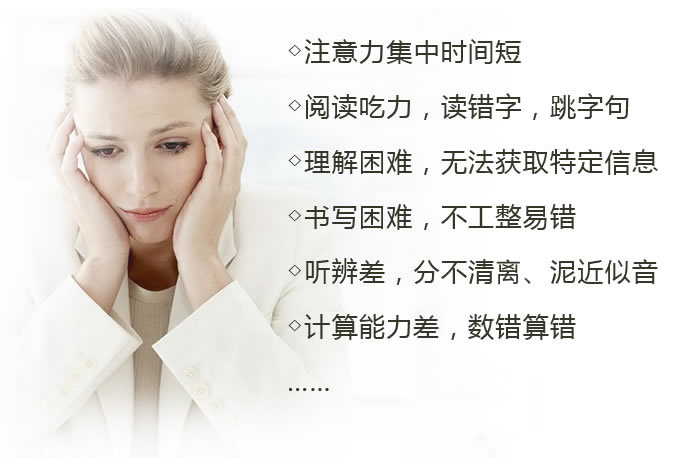 ◇注意力集中时间短
◇阅读吃力，读错字，跳字句
◇理解困难，无法获取特定信息
◇书写困难，不工整易错
◇听辨差，分不清离、泥近似音
◇计算能力差，数错算错
……